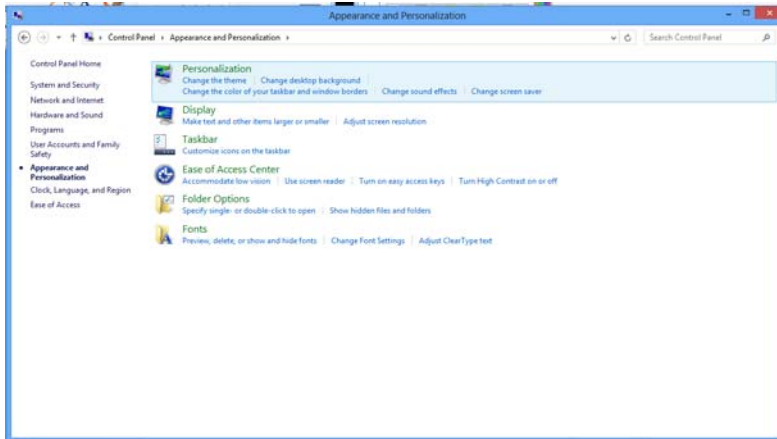 Appearance and Personalization
Control Panel › Appearance and Personalization ›
Search Control Panel
Control Panel Home
System and Security
Network and Internet
Hardware and Sound
Programs
User Accounts and Family
Safety
Appearance and
Personalization
Clock, Language, and Region
Ease of Access
Personalization
Change the theme | Change desktop background
Change the color of your taskbar and window borders | Change sound effects | Change screen saver
Display
Make text and other items larger or smaller | Adjust screen resolution
Taskbar
Customize icons on the taskbar
Ease of Access Center
Accommodate low vision | Use screen reader | Turn on easy access keys | Turn High Contrast on or off
Folder Options
Specify single- or double-click to open | Show hidden files and folders
Fonts
Preview, delete, or show and hide fonts | Change Font Settings | Adjust ClearType text